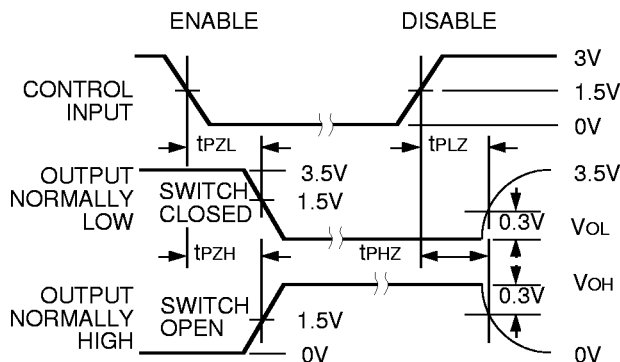 ENABLE DISABLE
3V
CONTROL
INPUT
1.5V
0V
tPZL tPLZ
OUTPUT
NORMALLY
LOW
SWITCH
CLOSED
3.5V
1.5V
3.5V
0.3V VOL
tPZH tPHZ
VOH
0.3V
OUTPUT
NORMALLY
HIGH
SWITCH
OPEN
1.5V
0V
0V